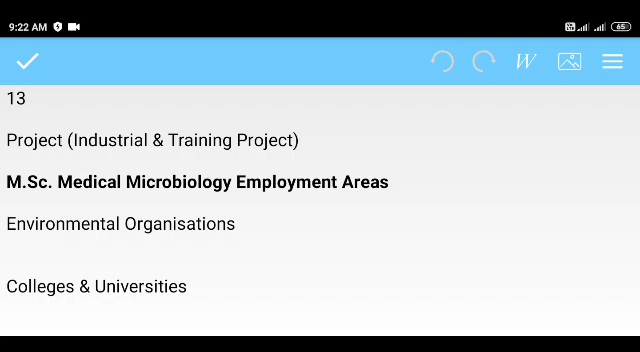 9:22 AM
65
W
13
Project (Industrial & Training Project)
M.Sc. Medical Microbiology Employment Areas
Environmental Organisations
Colleges & Universities